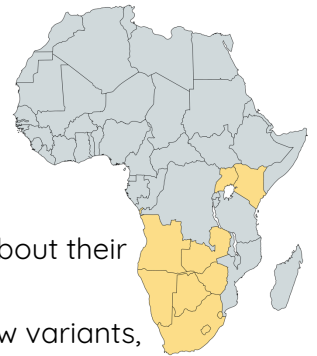 bout their
w variants,